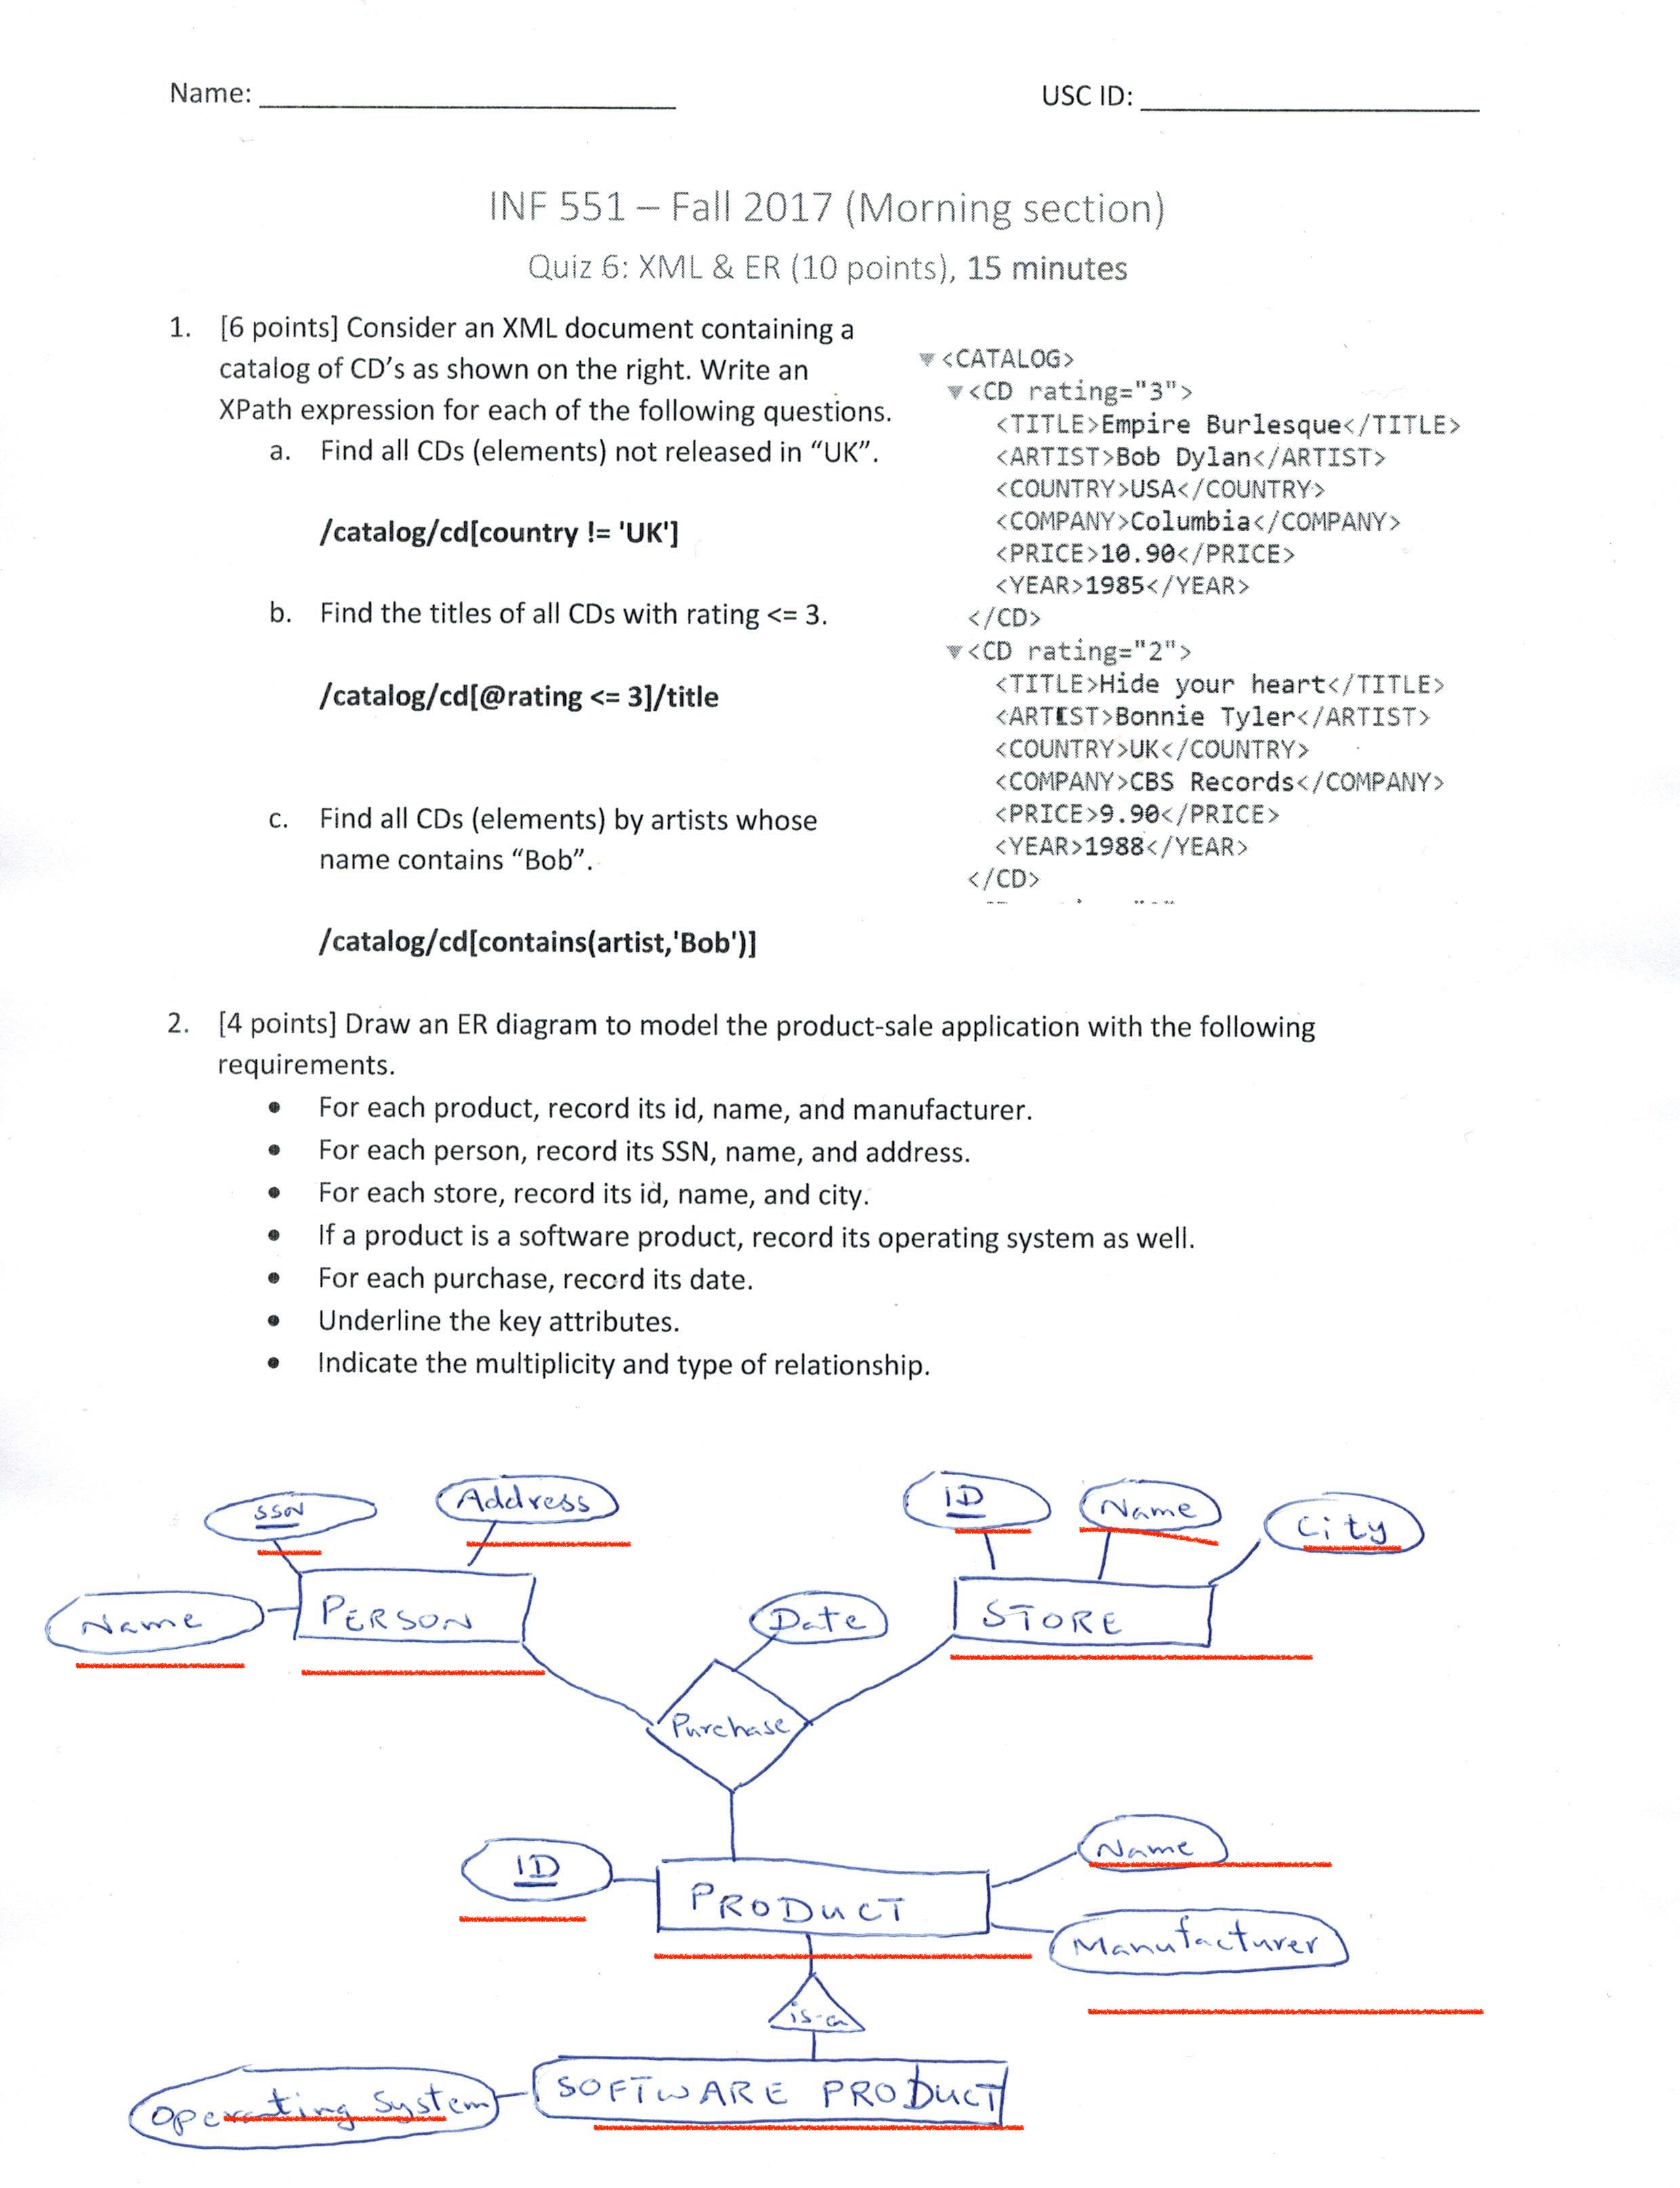 Name: USC ID:
INF 551 – Fall 2017 (Morning section)
Quiz 6: XML & ER (10 points), 15 minutes
1. [6 points] Consider an XML document containing a
catalog of CD's as shown on the right. Write an
XPath expression for each of the following questions.
a. Find all CDs (elements) not released in “UK”.
/catalog/cd[country != 'UK']
b. Find the titles of all CDs with rating <= 3.
/catalog/cd[@rating <= 3]/title
c. Find all CDs (elements) by artists whose
name contains “Bob”.
/catalog/cd[contains(artist,'Bob')]
<CATALOG>
<CD rating="3">
<TITLE>Empire Burlesque</TITLE>
<ARTIST>Bob Dylan</ARTIST>
<COUNTRY>USA</COUNTRY>
<COMPANY>Columbia</COMPANY>
<PRICE>10.90</PRICE>
<YEAR>1985</YEAR>
</CD>
<CD rating="2">
<TITLE>Hide your heart</TITLE>
<ARTIST>Bonnie Tyler</ARTIST>
<COUNTRY>UK</COUNTRY>
<COMPANY>CBS Records</COMPANY>
<PRICE>9.90</PRICE>
<YEAR>1988</YEAR>
</CD>
2. [4 points] Draw an ER diagram to model the product-sale application with the following
requirements.
• For each product, record its id, name, and manufacturer.
• For each person, record its SSN, name, and address.
• For each store, record its id, name, and city.
• If a product is a software product, record its operating system as well.
• For each purchase, record its date.
• Underline the key attributes.
• Indicate the multiplicity and type of relationship.
SSN
Address
ID
Name
City
Name
PERSON
Date
STORE
Purchase
ID
PRODUCT
Name
Manufacturer
is-a
Operating System
SOFTWARE PRODUCT